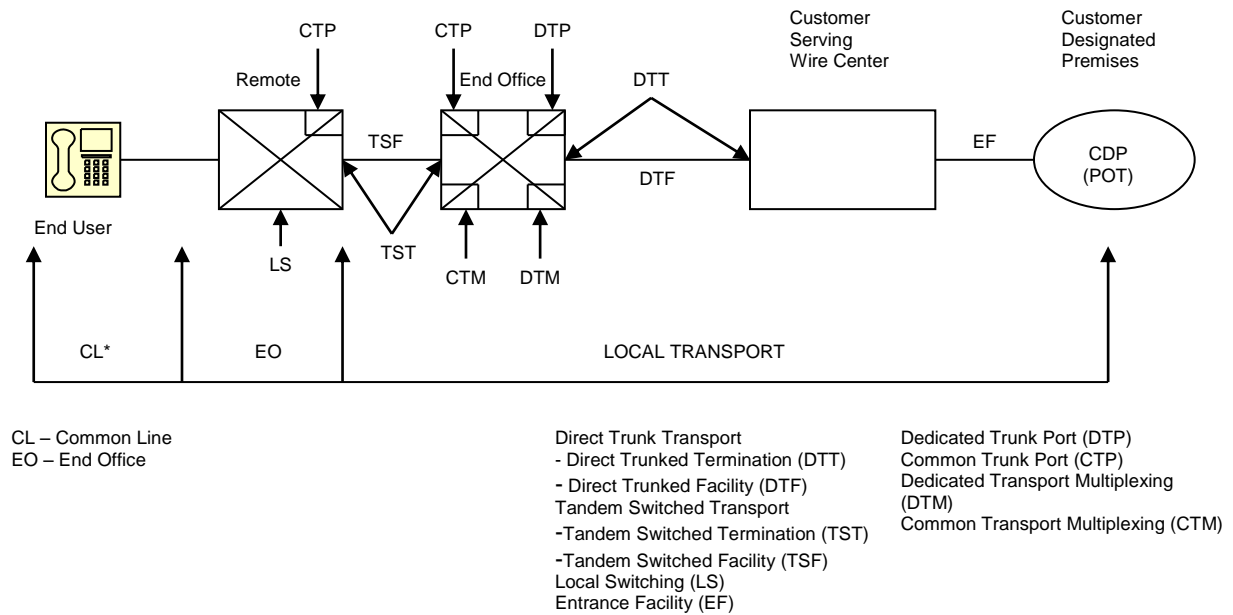 Customer
Serving
Wire Center
Customer
Designated
Premises
CTP
CTP
DTP
Remote
End Office
DTT
TSF
DTF
EF
CDP
(POT)
End User
LS
TST
CTM
DTM
CL*
EO
LOCAL TRANSPORT
CL – Common Line
EO – End Office
Direct Trunk Transport
- Direct Trunked Termination (DTT)
- Direct Trunked Facility (DTF)
Tandem Switched Transport
-Tandem Switched Termination (TST)
-Tandem Switched Facility (TSF)
Local Switching (LS)
Entrance Facility (EF)
Dedicated Trunk Port (DTP)
Common Trunk Port (CTP)
Dedicated Transport Multiplexing
(DTM)
Common Transport Multiplexing (CTM)